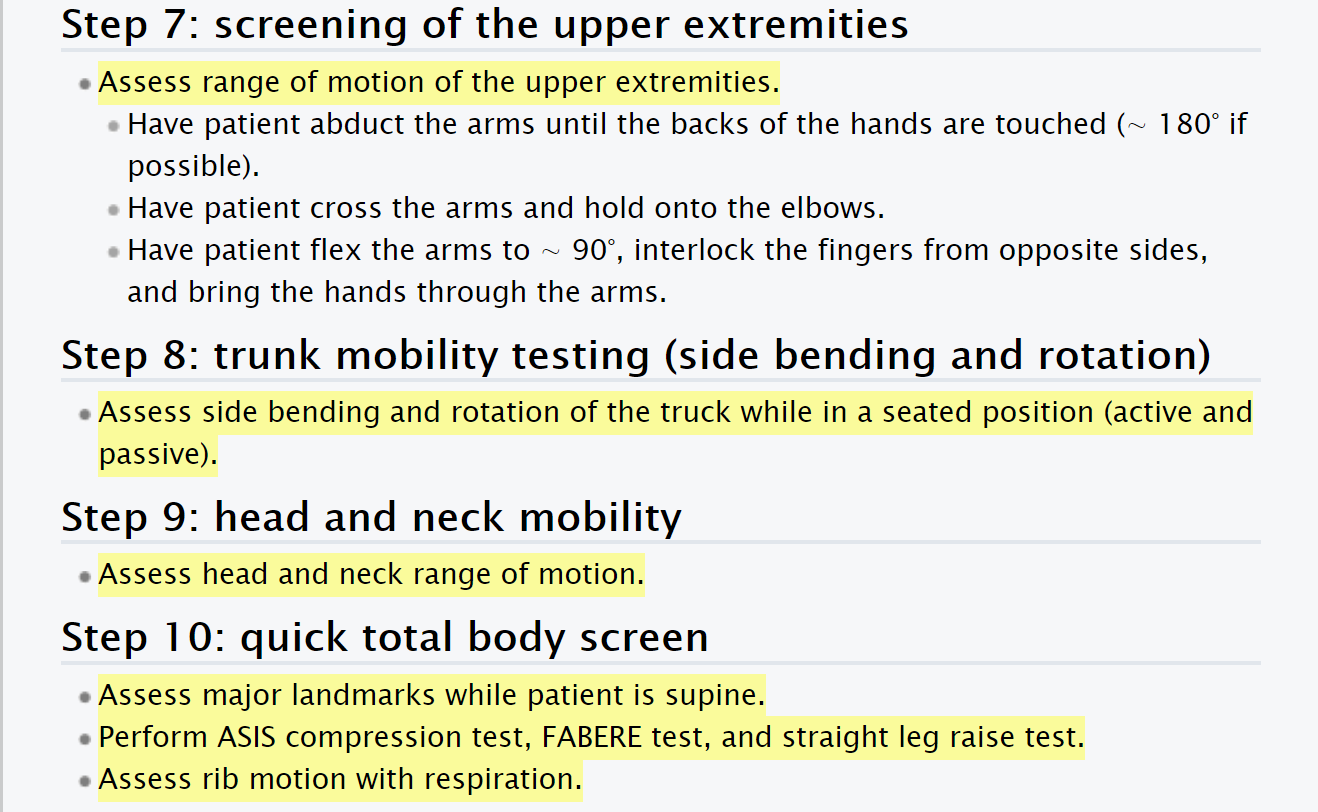 Step 7: screening of the upper extremities
Assess range of motion of the upper extremities.
Have patient abduct the arms until the backs of the hands are touched (~ 180° if
possible).
Have patient cross the arms and hold onto the elbows.
Have patient flex the arms to ~ 90°, interlock the fingers from opposite sides,
and bring the hands through the arms.
Step 8: trunk mobility testing (side bending and rotation)
Assess side bending and rotation of the truck while in a seated position (active and
passive).
Step 9: head and neck mobility
Assess head and neck range of motion.
Step 10: quick total body screen
Assess major landmarks while patient is supine.
Perform ASIS compression test, FABERE test, and straight leg raise test.
Assess rib motion with respiration.